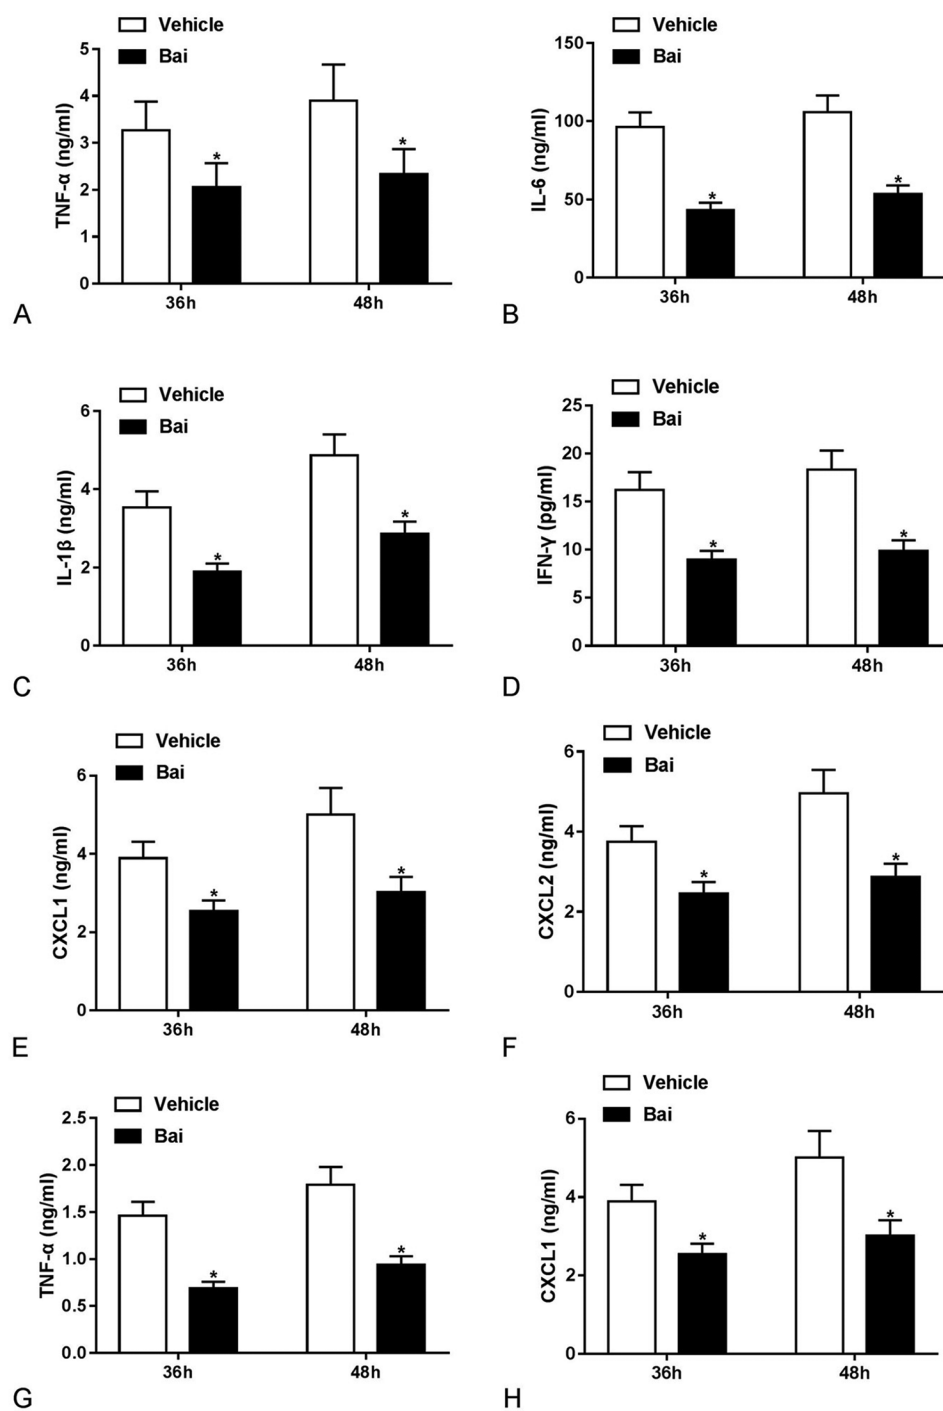 Vehicle
Bai
5
4
3
2
1
0
TNF-α (ng/ml)
*
*
36h
48h
A
Vehicle
Bai
150
100
50
0
IL-6 (ng/ml)
*
*
36h
48h
B
Vehicle
Bai
6
4
2
0
IL-1β (ng/ml)
*
*
36h
48h
C
Vehicle
Bai
25
20
15
10
5
0
IFN-γ (pg/ml)
*
*
36h
48h
D
Vehicle
Bai
6
4
2
0
CXCL1 (ng/ml)
*
*
36h
48h
E
Vehicle
Bai
6
4
2
0
CXCL2 (ng/ml)
*
*
36h
48h
F
Vehicle
Bai
2.5
2.0
1.5
1.0
0.5
0.0
TNF-α (ng/ml)
*
*
36h
48h
G
Vehicle
Bai
6
4
2
0
CXCL1 (ng/ml)
*
*
36h
48h
H